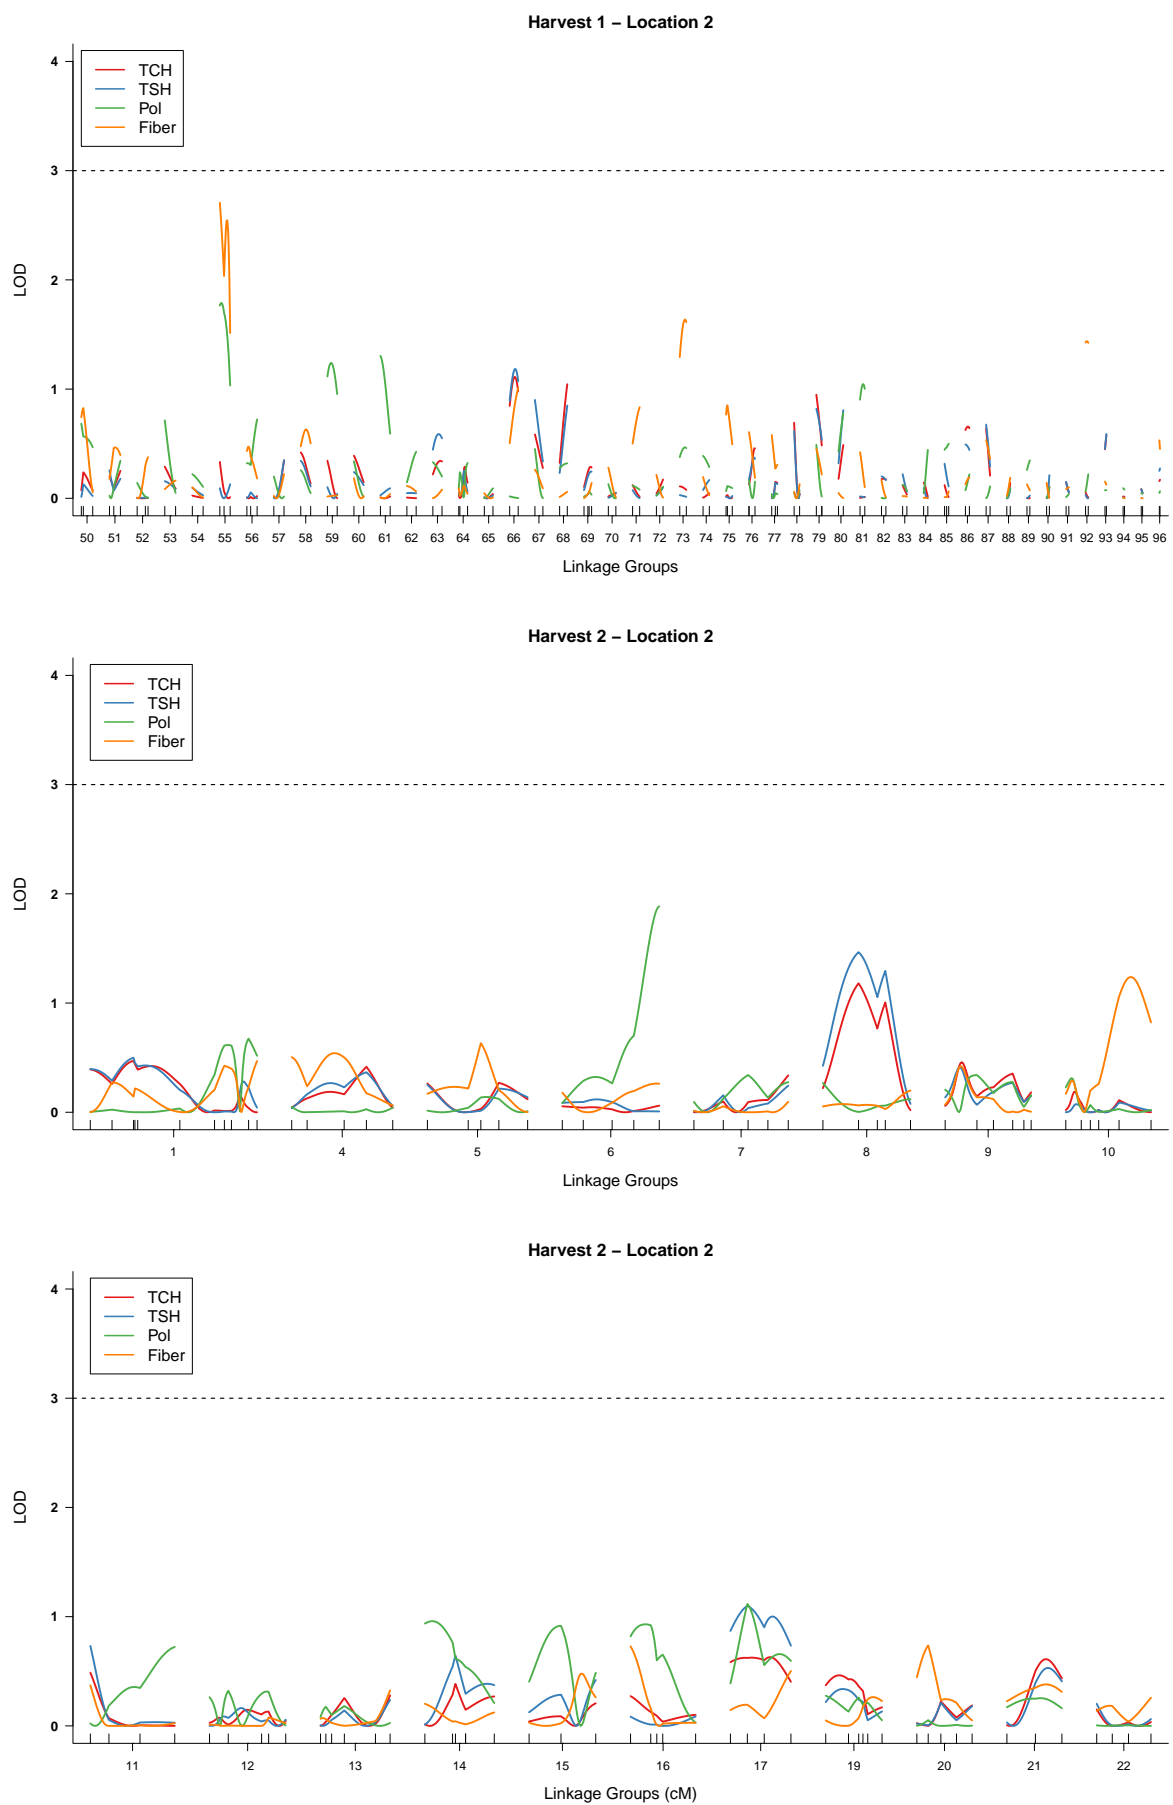 Harvest 1 – Location 2
4
3
2
1
0
LOD
TCH
TSH
Pol
Fiber
50 51 52 53 54 55 56 57 58 59 60 61 62 63 64 65 66 67 68 69 70 71 72 73 74 75 76 77 78 79 80 81 82 83 84 85 86 87 88 89 90 91 92 93 94 95 96
Linkage Groups
Harvest 2 – Location 2
4
3
2
1
0
LOD
TCH
TSH
Pol
Fiber
1 4 5 6 7 8 9 10
Linkage Groups
Harvest 2 – Location 2
4
3
2
1
0
LOD
TCH
TSH
Pol
Fiber
11 12 13 14 15 16 17 19 20 21 22
Linkage Groups (cM)